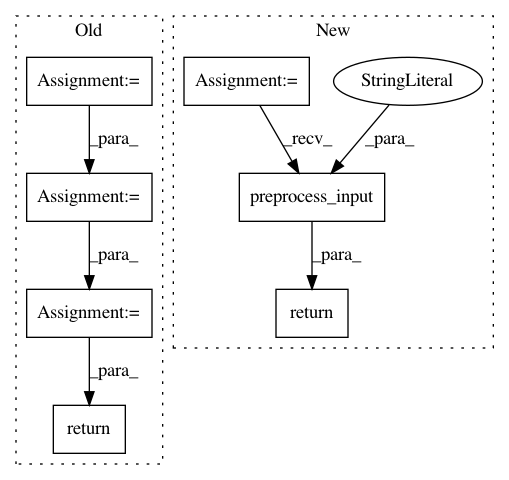 Old
New
Assignment:=
Assignment:=
StringLiteral
_para_
_recv_
_para_
Assignment:=
preprocess_input
_para_
_para_
Assignment:=
return
_para_
return